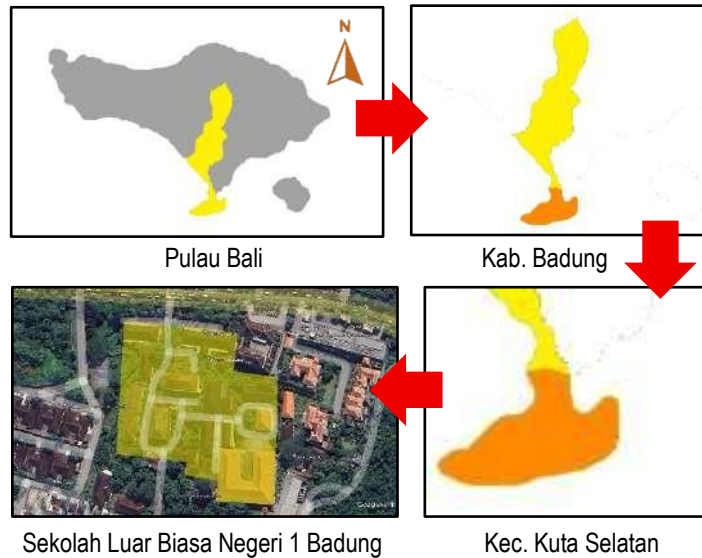 N
Pulau Bali
Kab. Badung
Sekolah Luar Biasa Negeri 1 Badung
Kec. Kuta Selatan